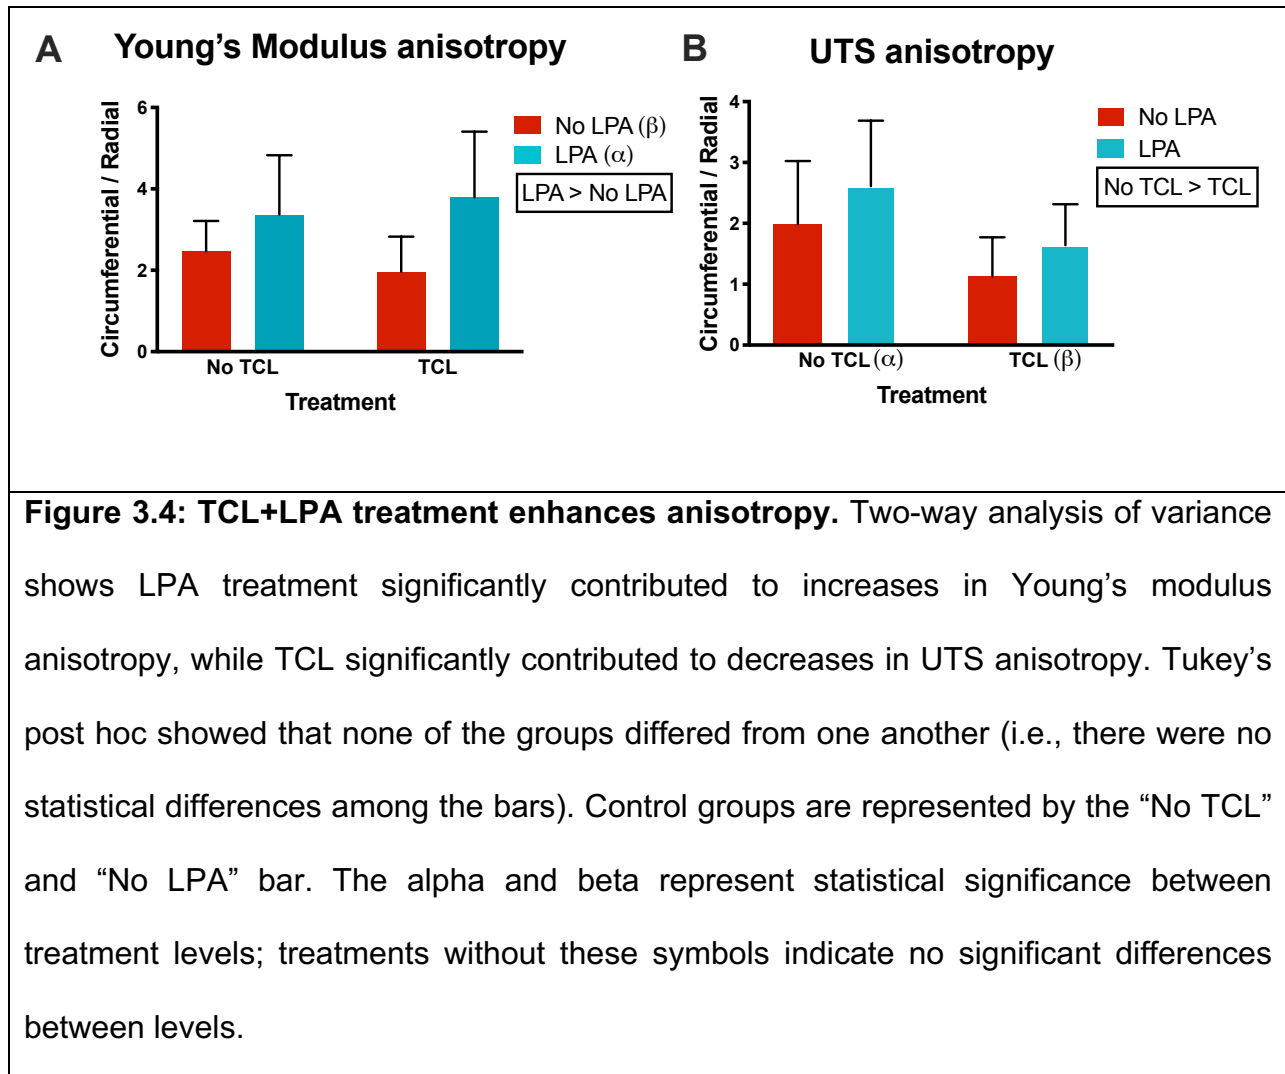 A Young's Modulus anisotropy
Circumferential / Radial
6
4
2
0
No LPA (β)
LPA (α)
LPA > No LPA
No TCL TCL
Treatment
B UTS anisotropy
Circumferential / Radial
4
3
2
1
0
No LPA
LPA
No TCL > TCL
No TCL (α) TCL (β)
Treatment
Figure 3.4: TCL+LPA treatment enhances anisotropy. Two-way analysis of variance
shows LPA treatment significantly contributed to increases in Young's modulus
anisotropy, while TCL significantly contributed to decreases in UTS anisotropy. Tukey's
post hoc showed that none of the groups differed from one another (i.e., there were no
statistical differences among the bars). Control groups are represented by the “No TCL”
and “No LPA” bar. The alpha and beta represent statistical significance between
treatment levels; treatments without these symbols indicate no significant differences
between levels.